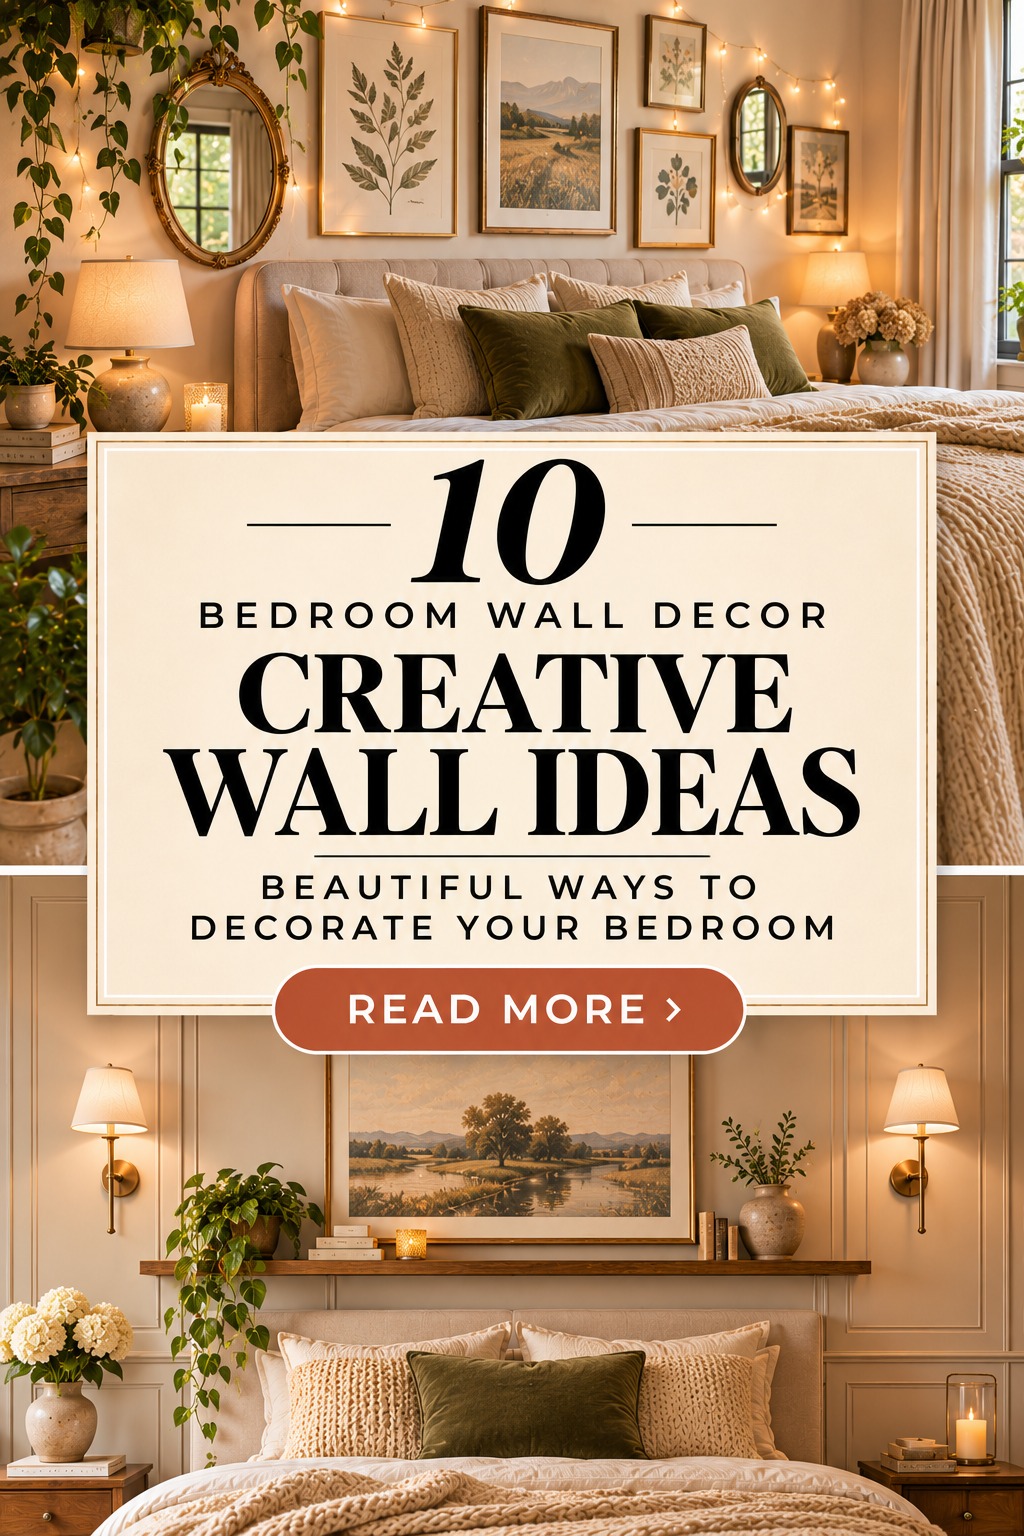 10
BEDROOM WALL DECOR
CREATIVE
WALL IDEAS
BEAUTIFUL WAYS TO
DECORATE YOUR BEDROOM
READ MORE >